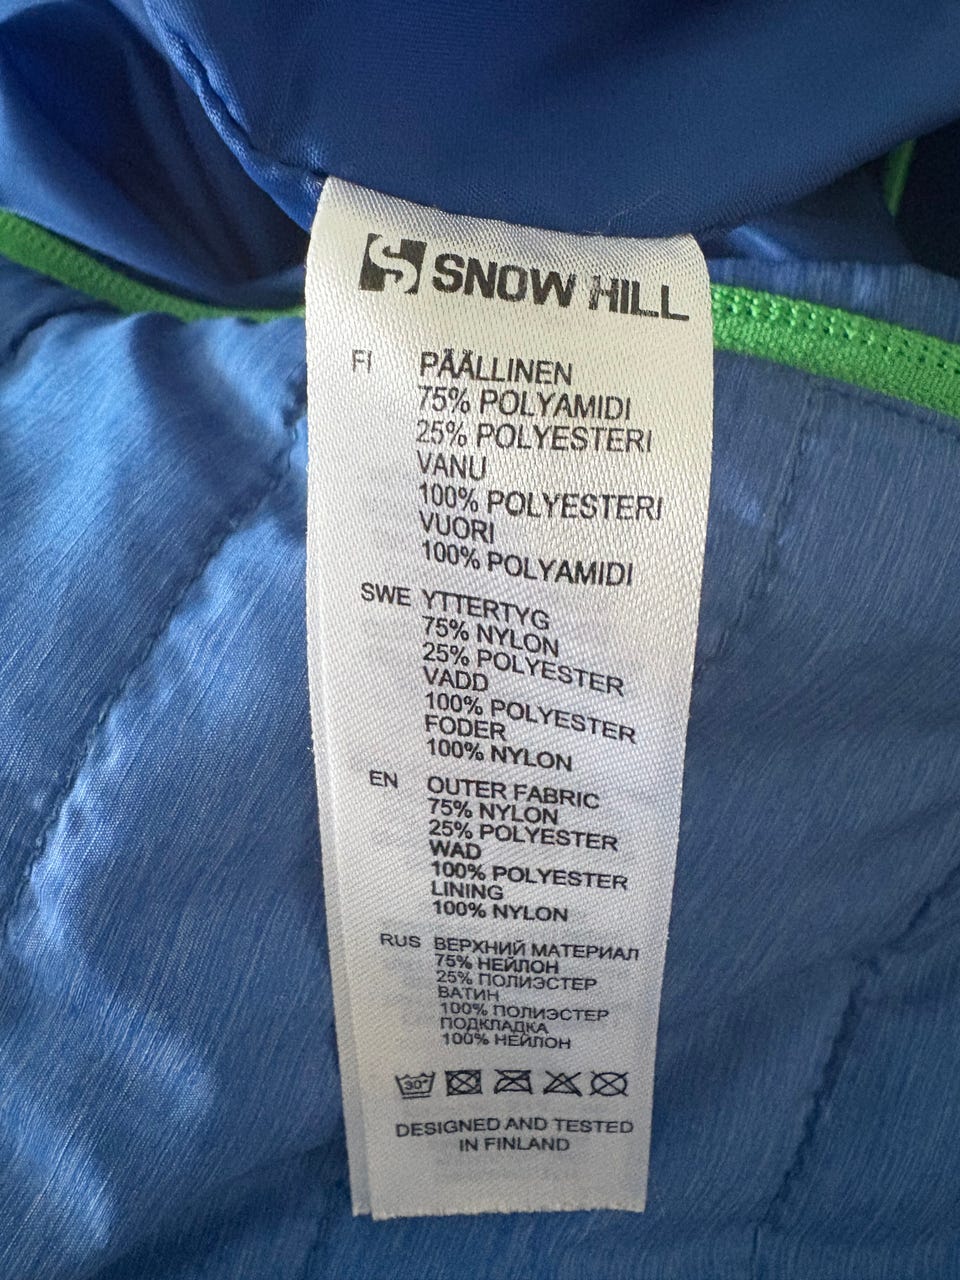 S SNOW HILL
FI PÄÄLLINEN
75% POLYAMIDI
25% POLYESTERI
VANU
100% POLYESTERI
VUORI
100% POLYAMIDI
SWE YTTERTYG
75% NYLON
25% POLYESTER
VADD
100% POLYESTER
FODER
100% NYLON
EN OUTER FABRIC
75% NYLON
25% POLYESTER
WAD
100% POLYESTER
LINING
100% NYLON
RUS ВЕРХНИЙ МАТЕРИАЛ
75% НЕЙЛОН
25% ПОЛИЭСТЕР
ВАТИН
100% ПОЛИЭСТЕР
ПОДКЛАДКА
100% НЕЙЛОН
30°
DESIGNED AND TESTED
IN FINLAND